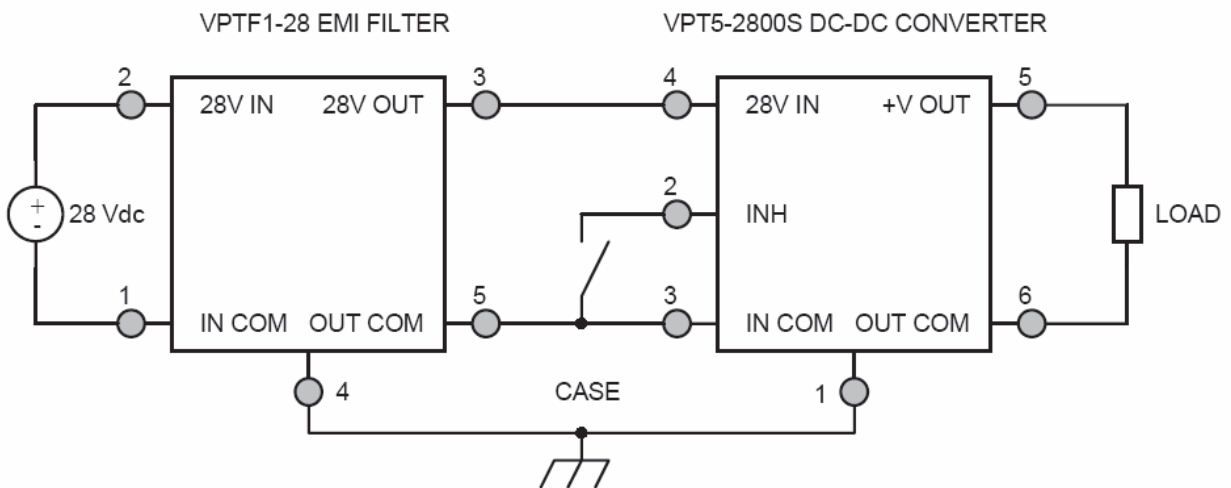 VPTF1-28 EMI FILTER
VPT5-2800S DC-DC CONVERTER
2
3
4
5
28V IN
28V OUT
28V IN
+V OUT
2
+
-
28 Vdc
INH
LOAD
1
5
3
6
IN COM
OUT COM
IN COM
OUT COM
4
CASE
1